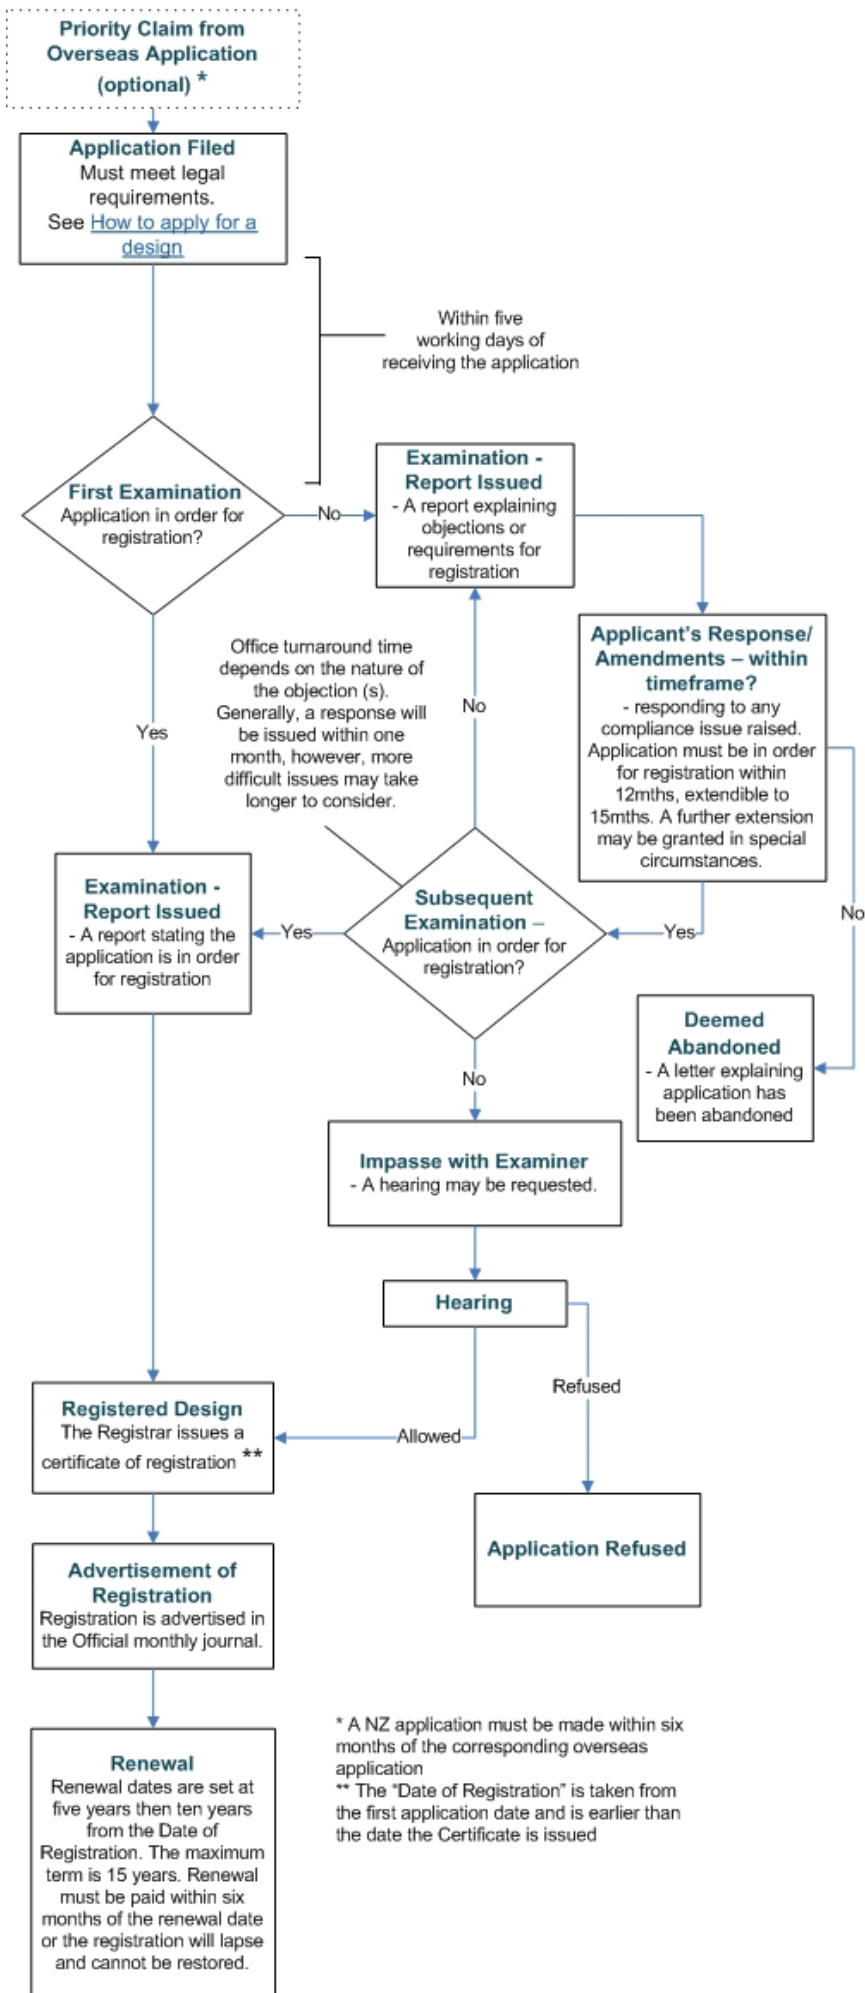 Priority Claim from
Overseas Application
(optional) *
Application Filed
Must meet legal
requirements.
See How to apply for a
design
Within five
working days of
receiving the application
First Examination
Application in order for
registration?
No
Examination -
Report Issued
- A report explaining
objections or
requirements for
registration
Applicant's Response/
Amendments – within
timeframe?
- responding to any
compliance issue raised.
Application must be in order
for registration within
12mths, extendible to
15mths. A further extension
may be granted in special
circumstances.
Office turnaround time
depends on the nature of
the objection (s).
Generally, a response will
be issued within one
month, however, more
difficult issues may take
longer to consider.
No
Yes
Examination -
Report Issued
- A report stating the
application is in order
for registration
Yes
Subsequent
Examination –
Application in order for
registration?
Yes
No
Deemed
Abandoned
- A letter explaining
application has
been abandoned
No
Impasse with Examiner
- A hearing may be requested.
Hearing
Refused
Allowed
Registered Design
The Registrar issues a
certificate of registration **
Application Refused
Advertisement of
Registration
Registration is advertised in
the Official monthly journal.
Renewal
Renewal dates are set at
five years then ten years
from the Date of
Registration. The maximum
term is 15 years. Renewal
must be paid within six
months of the renewal date
or the registration will lapse
and cannot be restored.
* A NZ application must be made within six
months of the corresponding overseas
application
** The "Date of Registration" is taken from
the first application date and is earlier than
the date the Certificate is issued